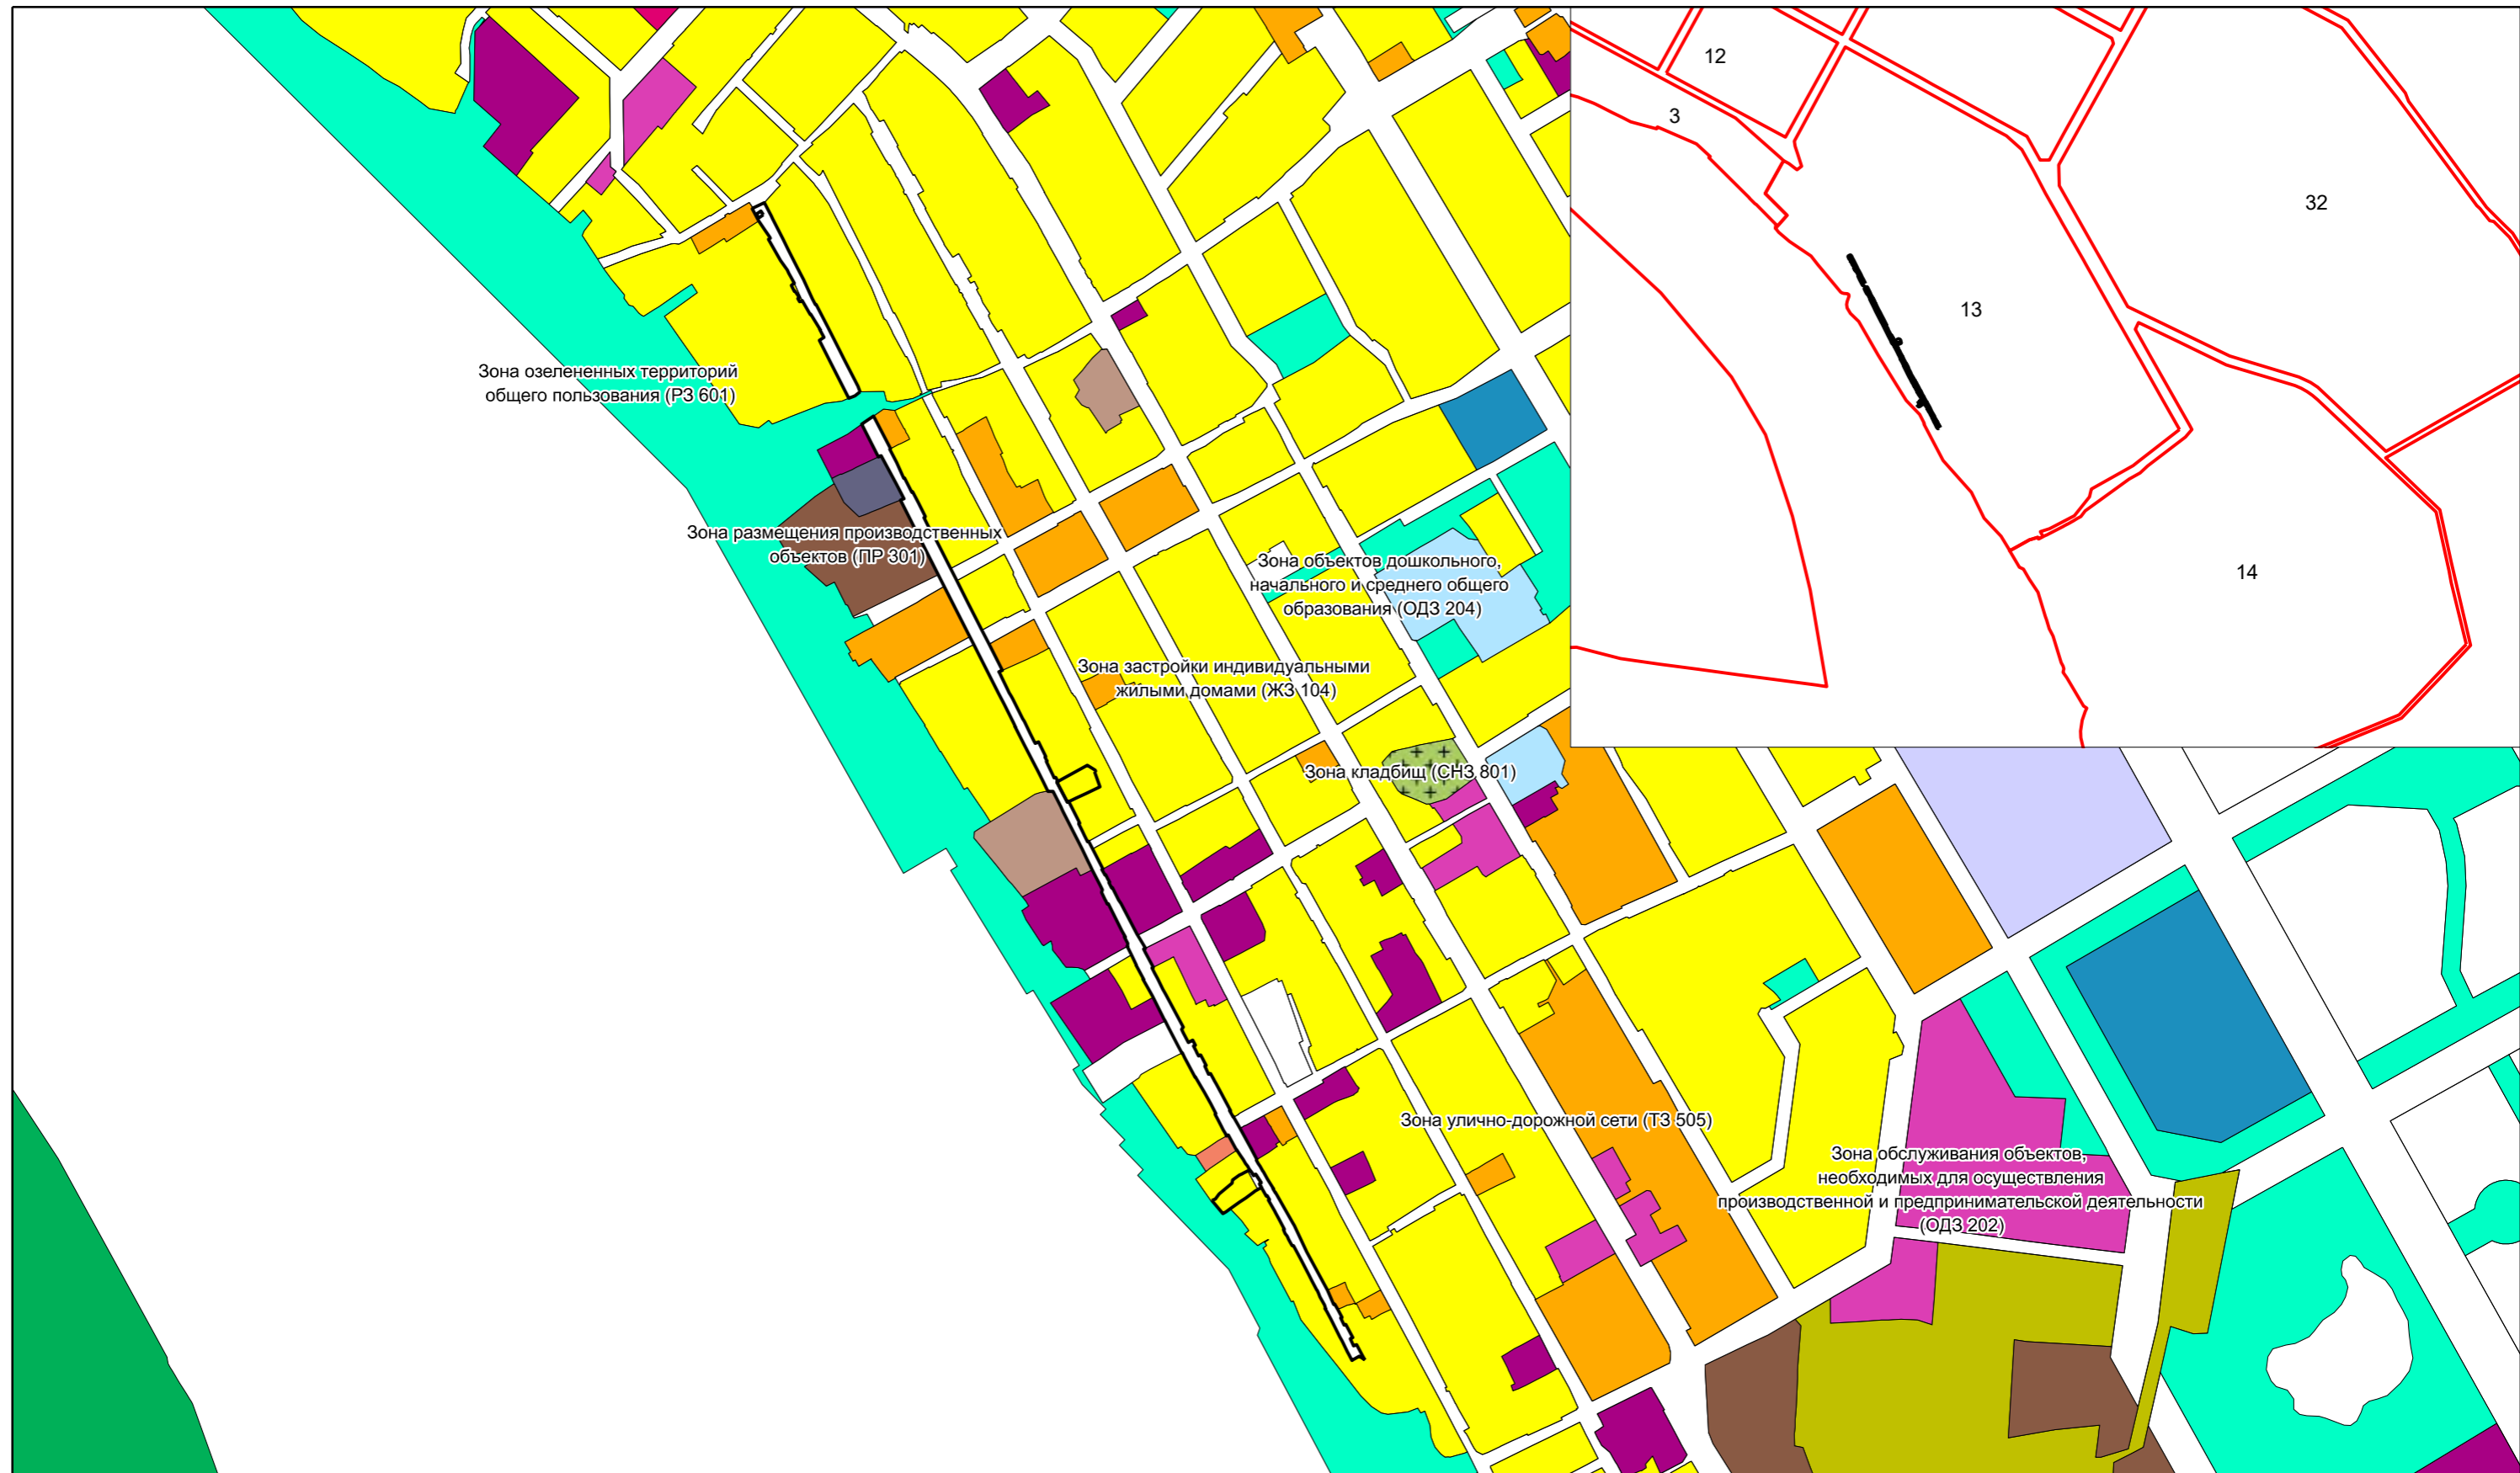 12
3
32
13
14
Зона озелененных территорий
общего пользования (РЗ 601)
Зона размещения производственных
объектов (ПР 301)
Зона объектов дошкольного,
начального и среднего общего
образования (ОДЗ 204)
Зона застройки индивидуальными
жилыми домами (ЖЗ 104)
Зона кладбищ (СНЗ 801)
Зона улично-дорожной сети (ТЗ 505)
Зона обслуживания объектов,
необходимых для осуществления
производственной и предпринимательской деятельности
(ОДЗ 202)